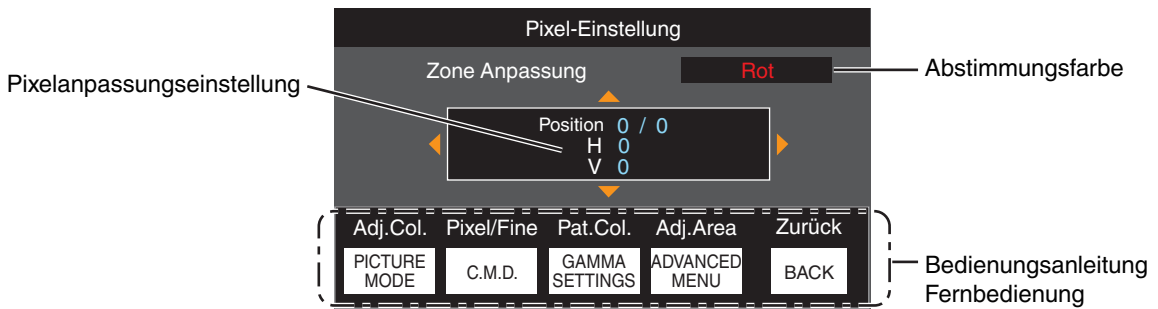 Pixel-Einstellung
Zone Anpassung Rot
Abstimmungsfarbe
Pixelanpassungseinstellung
Position 0 / 0
H 0
V 0
Adj.Col. Pixel/Fine Pat.Col. Adj.Area Zurück
PICTURE MODE
C.M.D.
GAMMA SETTINGS
ADVANCED MENU
BACK
Bedienungsanleitung
Fernbedienung